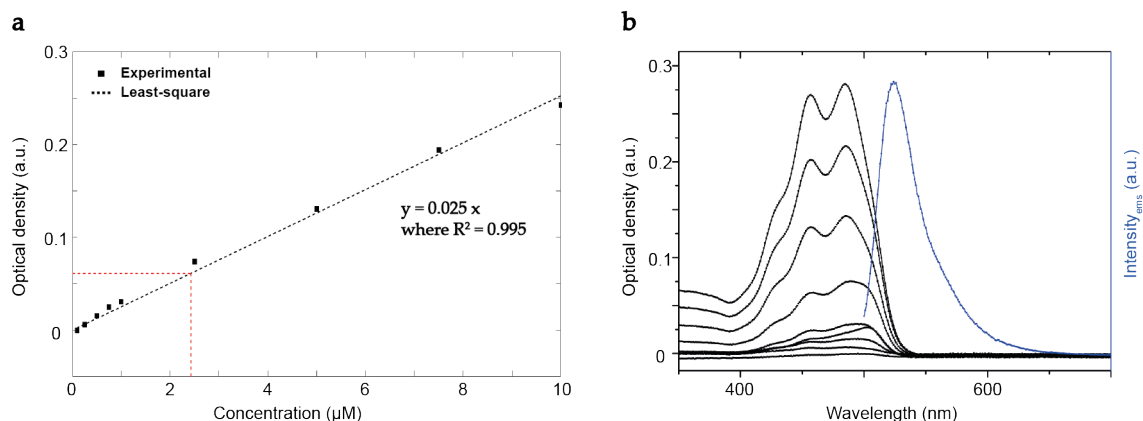 a
0.3
0.2
0.1
0
Optical density (a.u.)
Experimental
Least-square
y = 0.025 x
where R² = 0.995
0 2 4 6 8 10
Concentration (µM)
b
0.3
0.2
0.1
0
Optical density (a.u.)
400 600
Wavelength (nm)
Intensityems (a.u.)